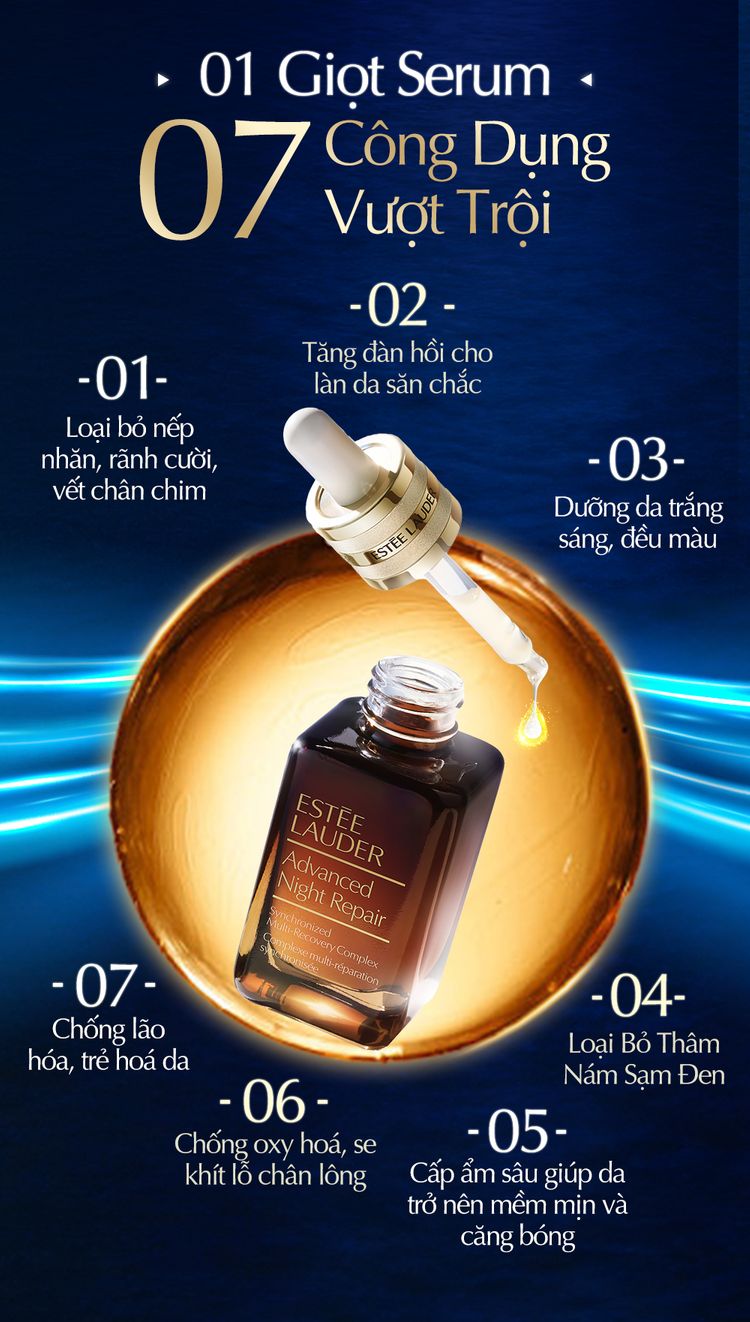 01 Giọt Serum
07 Công Dụng
Vượt Trội
-02 -
Tăng đàn hồi cho
làn da săn chắc
-01-
Loại bỏ nếp
nhăn, rãnh cười,
vết chân chim
-03-
Dưỡng da trắng
sáng, đều màu
ESTĒE LAUDER
ESTĒE
LAUDER
Advanced
Night Repair
Synchronized
Multi-Recovery Complex
Complexe multi-réparation
synchronisée
-07-
Chống lão
hóa, trẻ hoá da
-04-
Loại Bỏ Thâm
Nám Sạm Đen
-06 -
Chống oxy hoá, se
khít lỗ chân lông
-05-
Cấp ẩm sâu giúp da
trở nên mềm mịn và
căng bóng